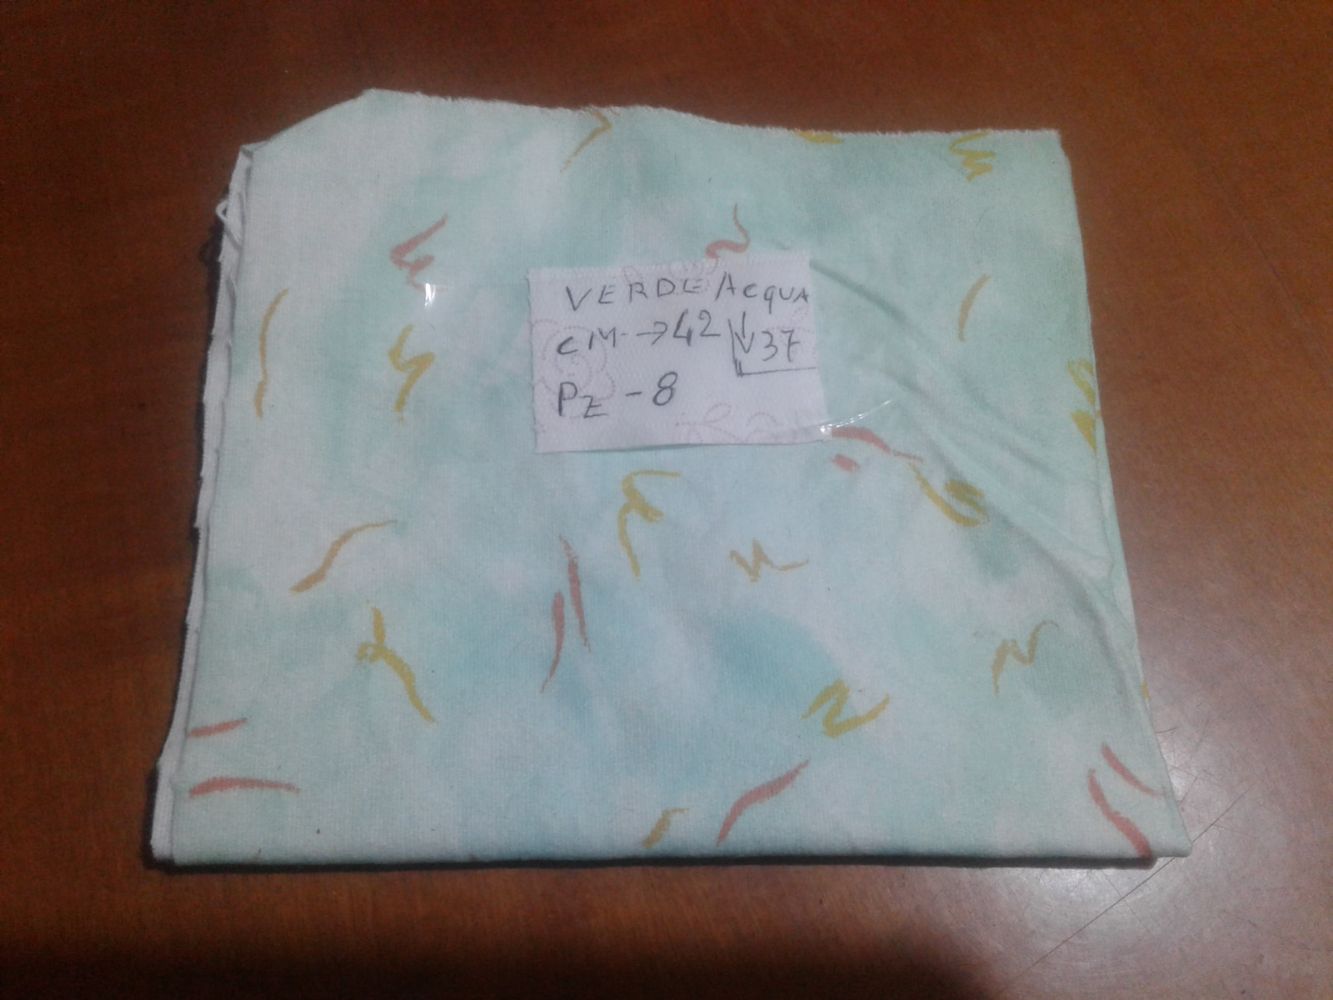 VERDE ACQUA
CM → 42 ↓ 37
PZ - 8